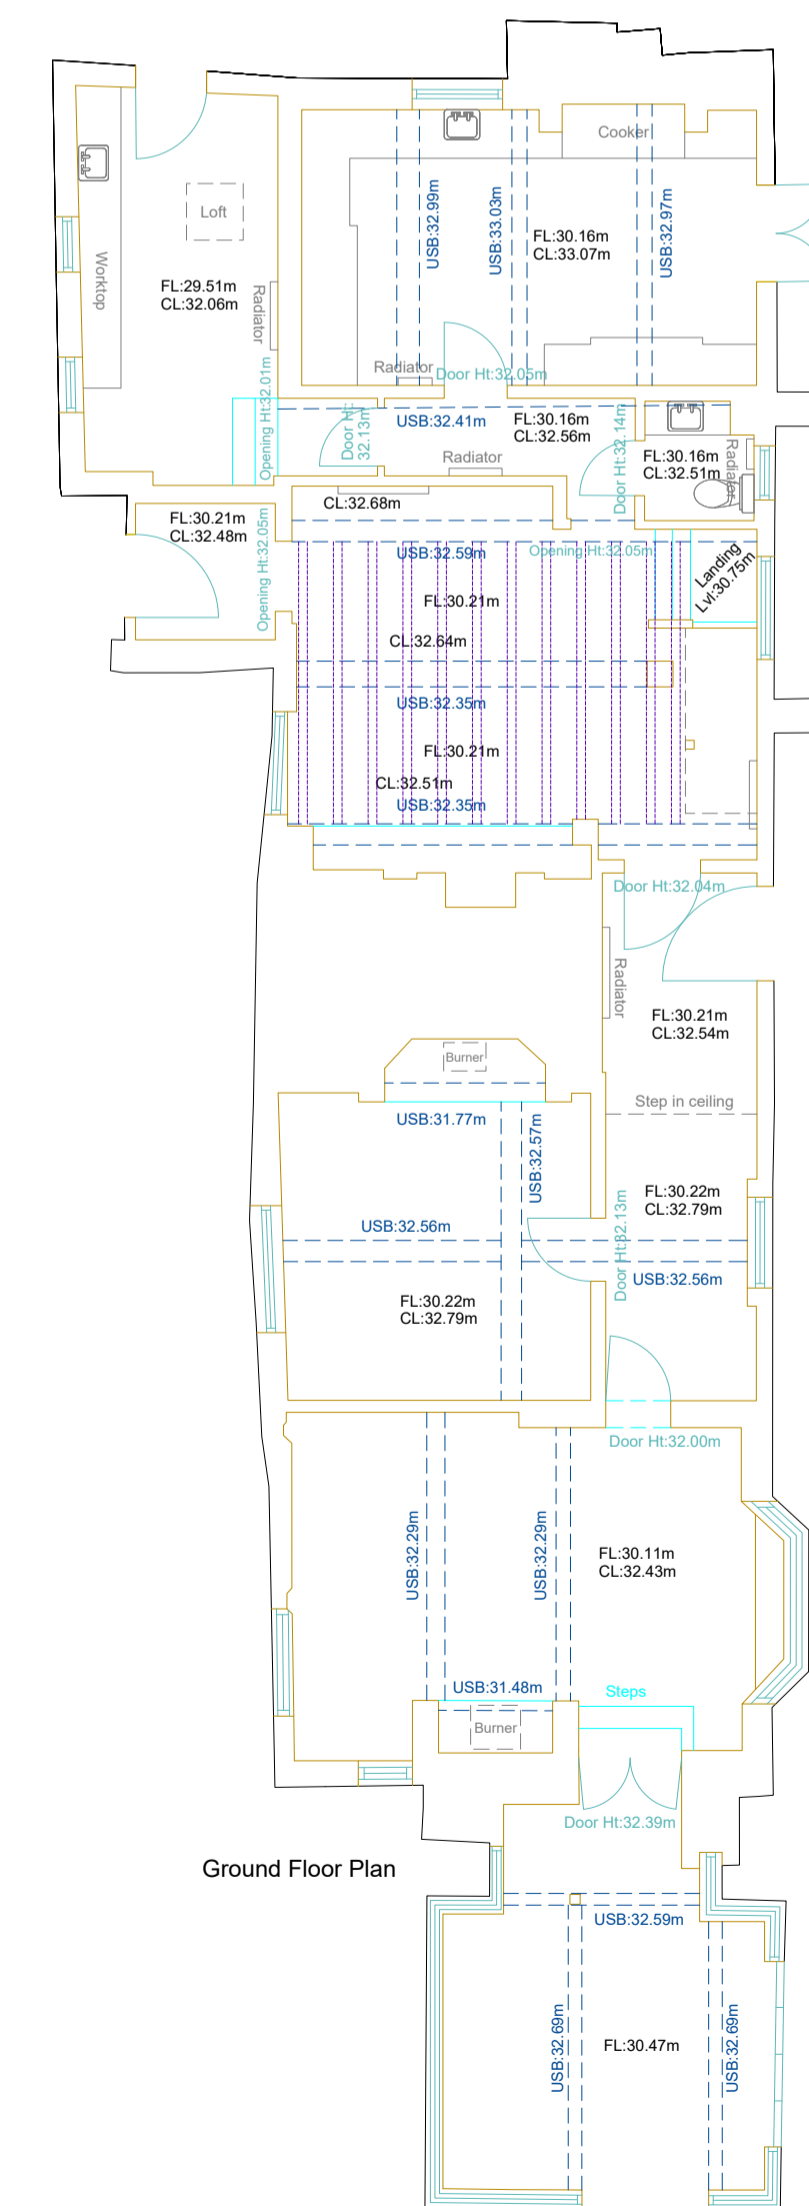 Cooker
Loft
USB:32.99m
USB:33.03m
USB:32.97m
FL:30.16m
CL:33.07m
Worktop
FL:29.51m
CL:32.06m
Radiator
Radiator
Door Ht:32.05m
Opening Ht:32.01m
Door Ht:
32.13m
USB:32.41m
FL:30.16m
CL:32.56m
Door Ht:32.14m
Radiator
FL:30.16m
CL:32.51m
Radiator
CL:32.68m
FL:30.21m
CL:32.48m
Opening Ht:32.05m
USB:32.59m
Opening Ht:32.05m
Landing
Lvl:30.75m
FL:30.21m
CL:32.64m
USB:32.35m
FL:30.21m
CL:32.51m
USB:32.35m
Door Ht:32.04m
Radiator
FL:30.21m
CL:32.54m
Burner
Step in ceiling
USB:31.77m
USB:32.57m
FL:30.22m
CL:32.79m
USB:32.56m
Door Ht:32.13m
USB:32.56m
FL:30.22m
CL:32.79m
Door Ht:32.00m
USB:32.29m
USB:32.29m
FL:30.11m
CL:32.43m
USB:31.48m
Steps
Burner
Door Ht:32.39m
Ground Floor Plan
USB:32.59m
USB:32.69m
FL:30.47m
USB:32.69m